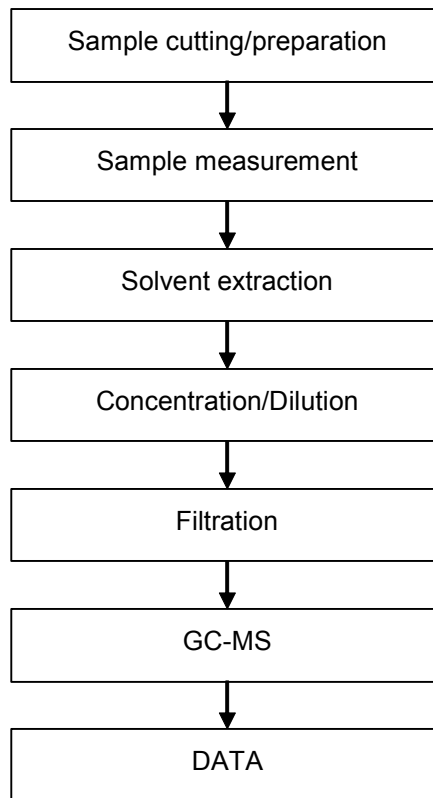 Sample cutting/preparation
Sample measurement
Solvent extraction
Concentration/Dilution
Filtration
GC-MS
DATA